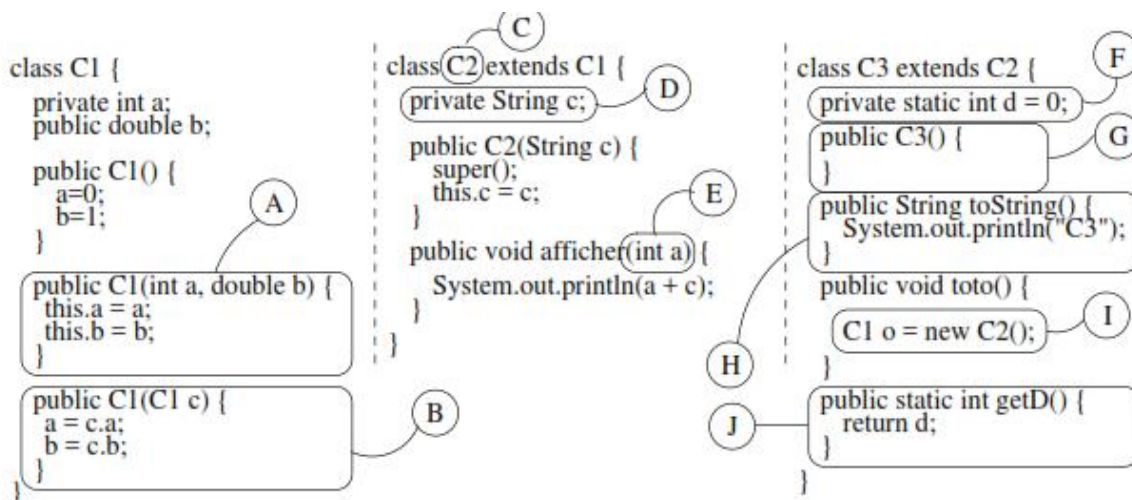 class C1 {
private int a;
public double b;
public C1() {
a=0;
b=1;
}
A
public C1(int a, double b) {
this.a = a;
this.b = b;
}
public C1(C1 c) {
a = c.a;
b = c.b;
}
B
}
C
class C2 extends C1 {
private String c;
D
public C2(String c) {
super();
this.c = c;
}
E
public void afficher(int a) {
System.out.println(a + c);
}
}
F
class C3 extends C2 {
private static int d = 0;
public C3() {
}
G
public String toString() {
System.out.println("C3");
}
H
public void toto() {
C1 o = new C2();
I
}
public static int getD() {
return d;
}
J
}